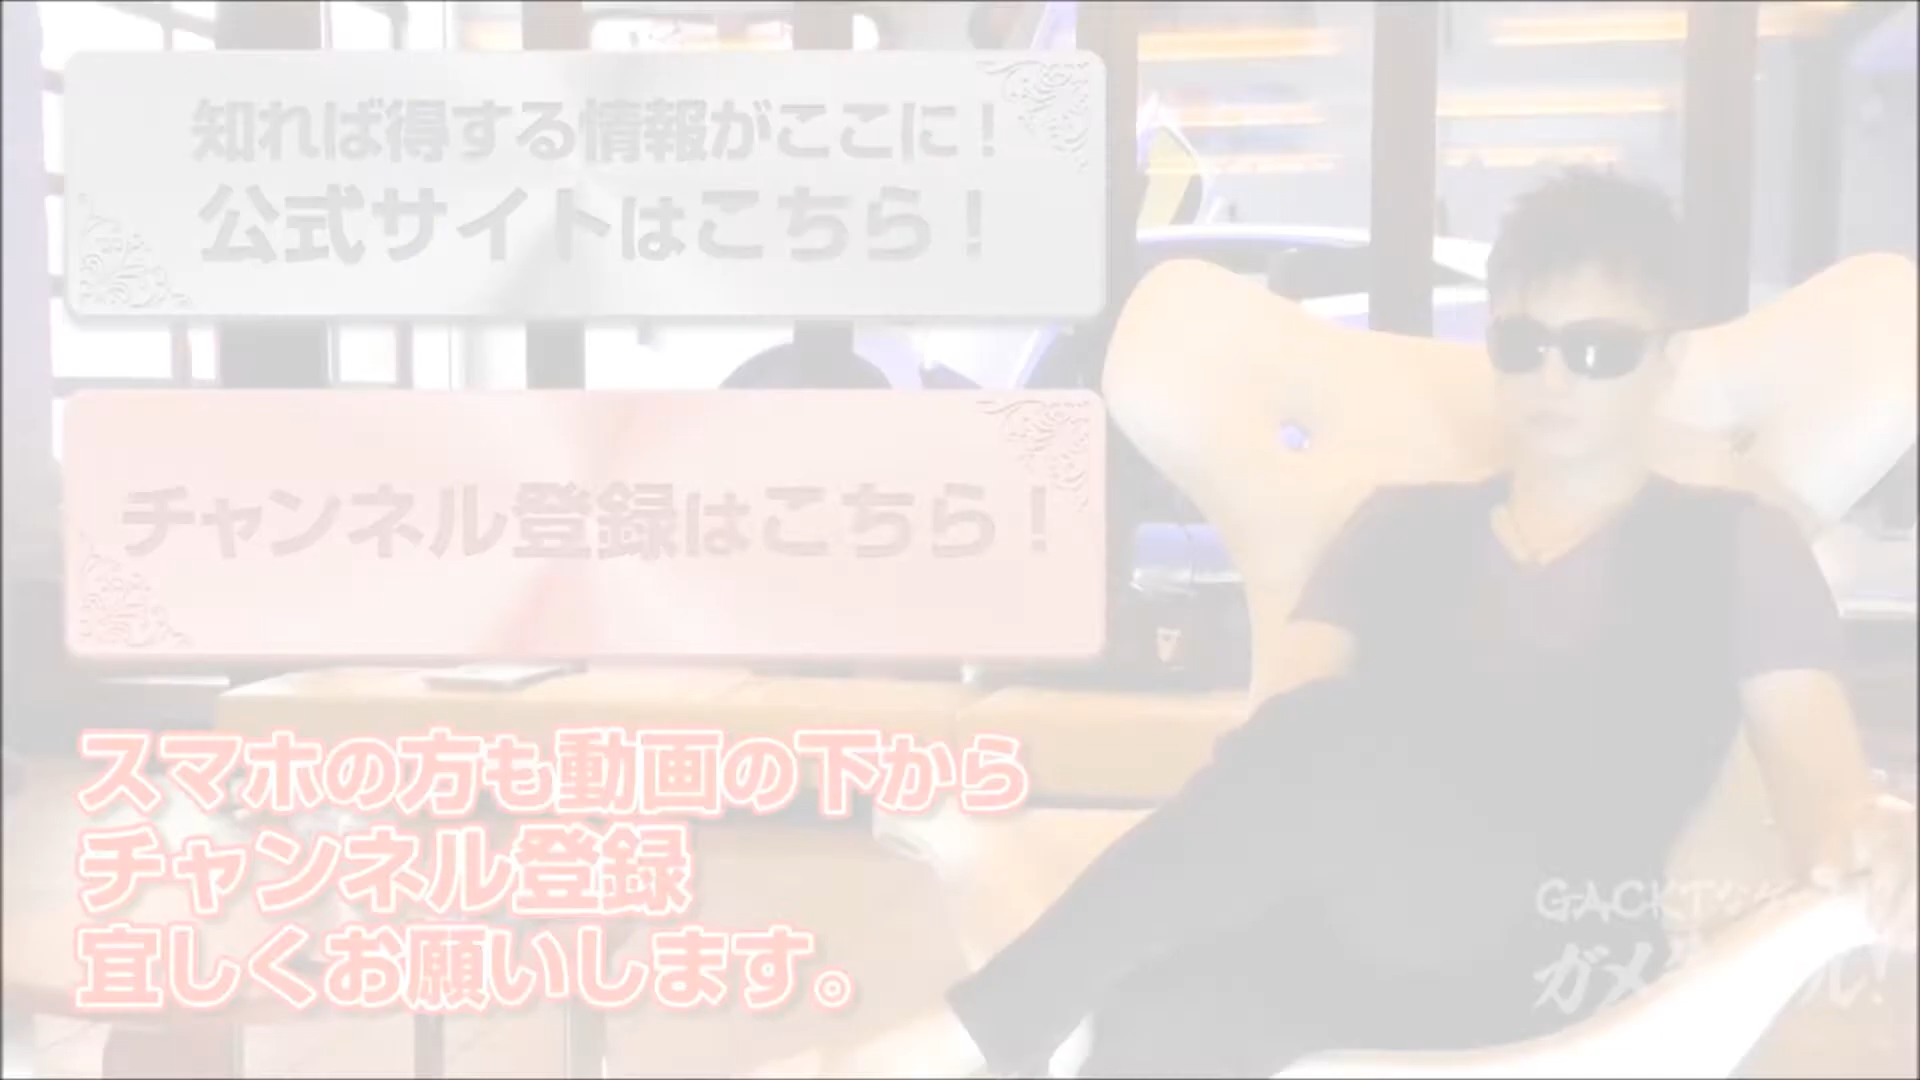 知れば得する情報がここに！
公式サイトはこちら！
チャンネル登録はこちら！
スマホの方も動画の下から
チャンネル登録
宜しくお願いします。
GACKT